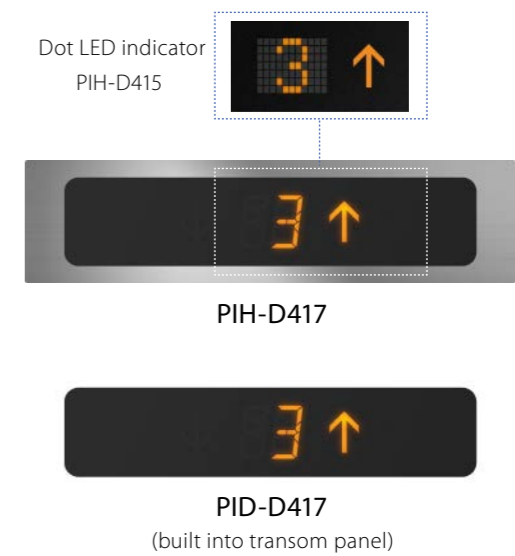 Dot LED indicator
PIH-D415
3 ↑
3 ↑
PIH-D417
3 ↑
PID-D417
(built into transom panel)